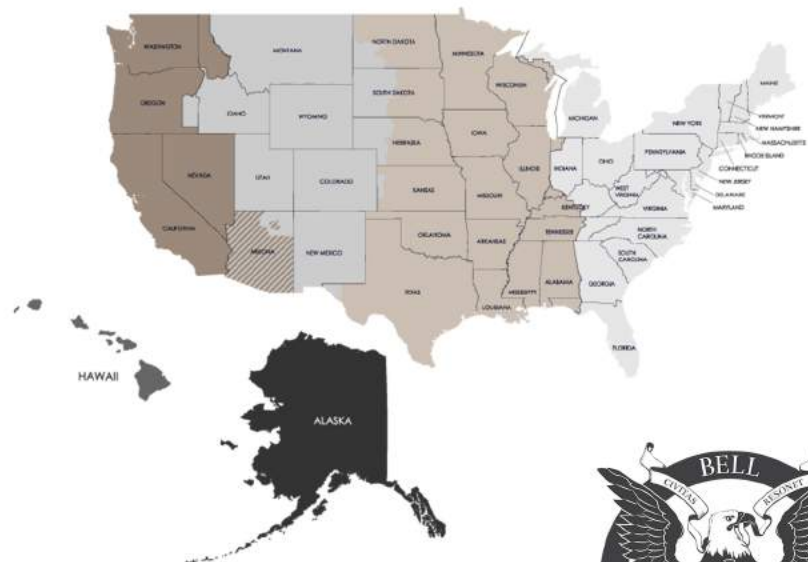 WASHINGTON
MONTANA
NORTH DAKOTA
MINNESOTA
MAINE
OREGON
IDAHO
WYOMING
SOUTH DAKOTA
WISCONSIN
MICHIGAN
NEW YORK
VERMONT
NEW HAMPSHIRE
MASSACHUSETTS
RHODE ISLAND
CONNECTICUT
NEW JERSEY
DELAWARE
MARYLAND
NEVADA
UTAH
COLORADO
NEBRASKA
IOWA
ILLINOIS
INDIANA
OHIO
PENNSYLVANIA
CALIFORNIA
ARIZONA
NEW MEXICO
KANSAS
MISSOURI
KENTUCKY
WEST
VIRGINIA
VIRGINIA
OKLAHOMA
ARKANSAS
TENNESSEE
NORTH
CAROLINA
SOUTH
CAROLINA
TEXAS
LOUISIANA
MISSISSIPPI
ALABAMA
GEORGIA
FLORIDA
HAWAII
ALASKA
BELL
CIVITAS
RESONET